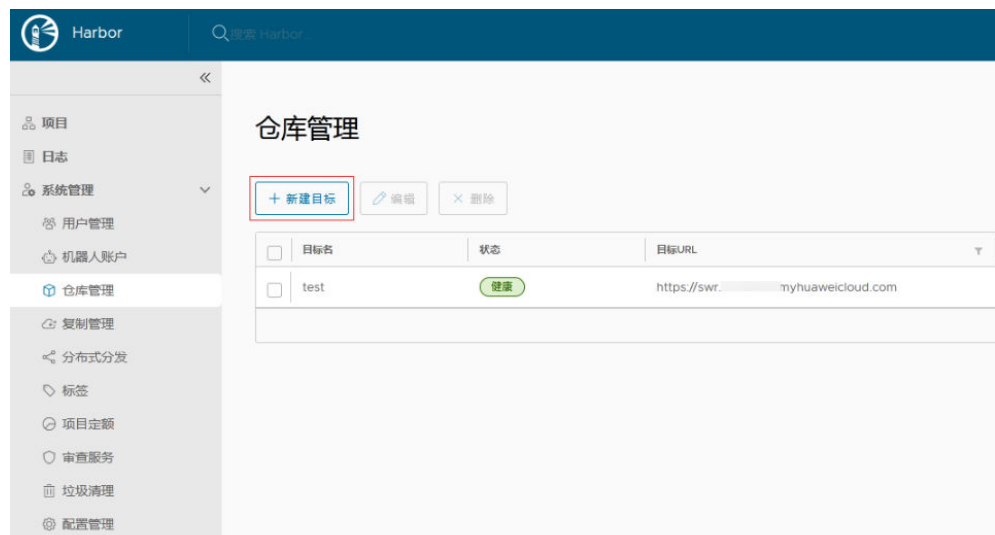 Harbor
搜索 Harbor...
项目
日志
系统管理
用户管理
机器人账户
仓库管理
复制管理
分布式分发
标签
项目定额
审查服务
垃圾清理
配置管理
仓库管理
+ 新建目标 编辑 × 删除
目标名 状态 目标URL
test 健康 https://swr. myhuaweicloud.com